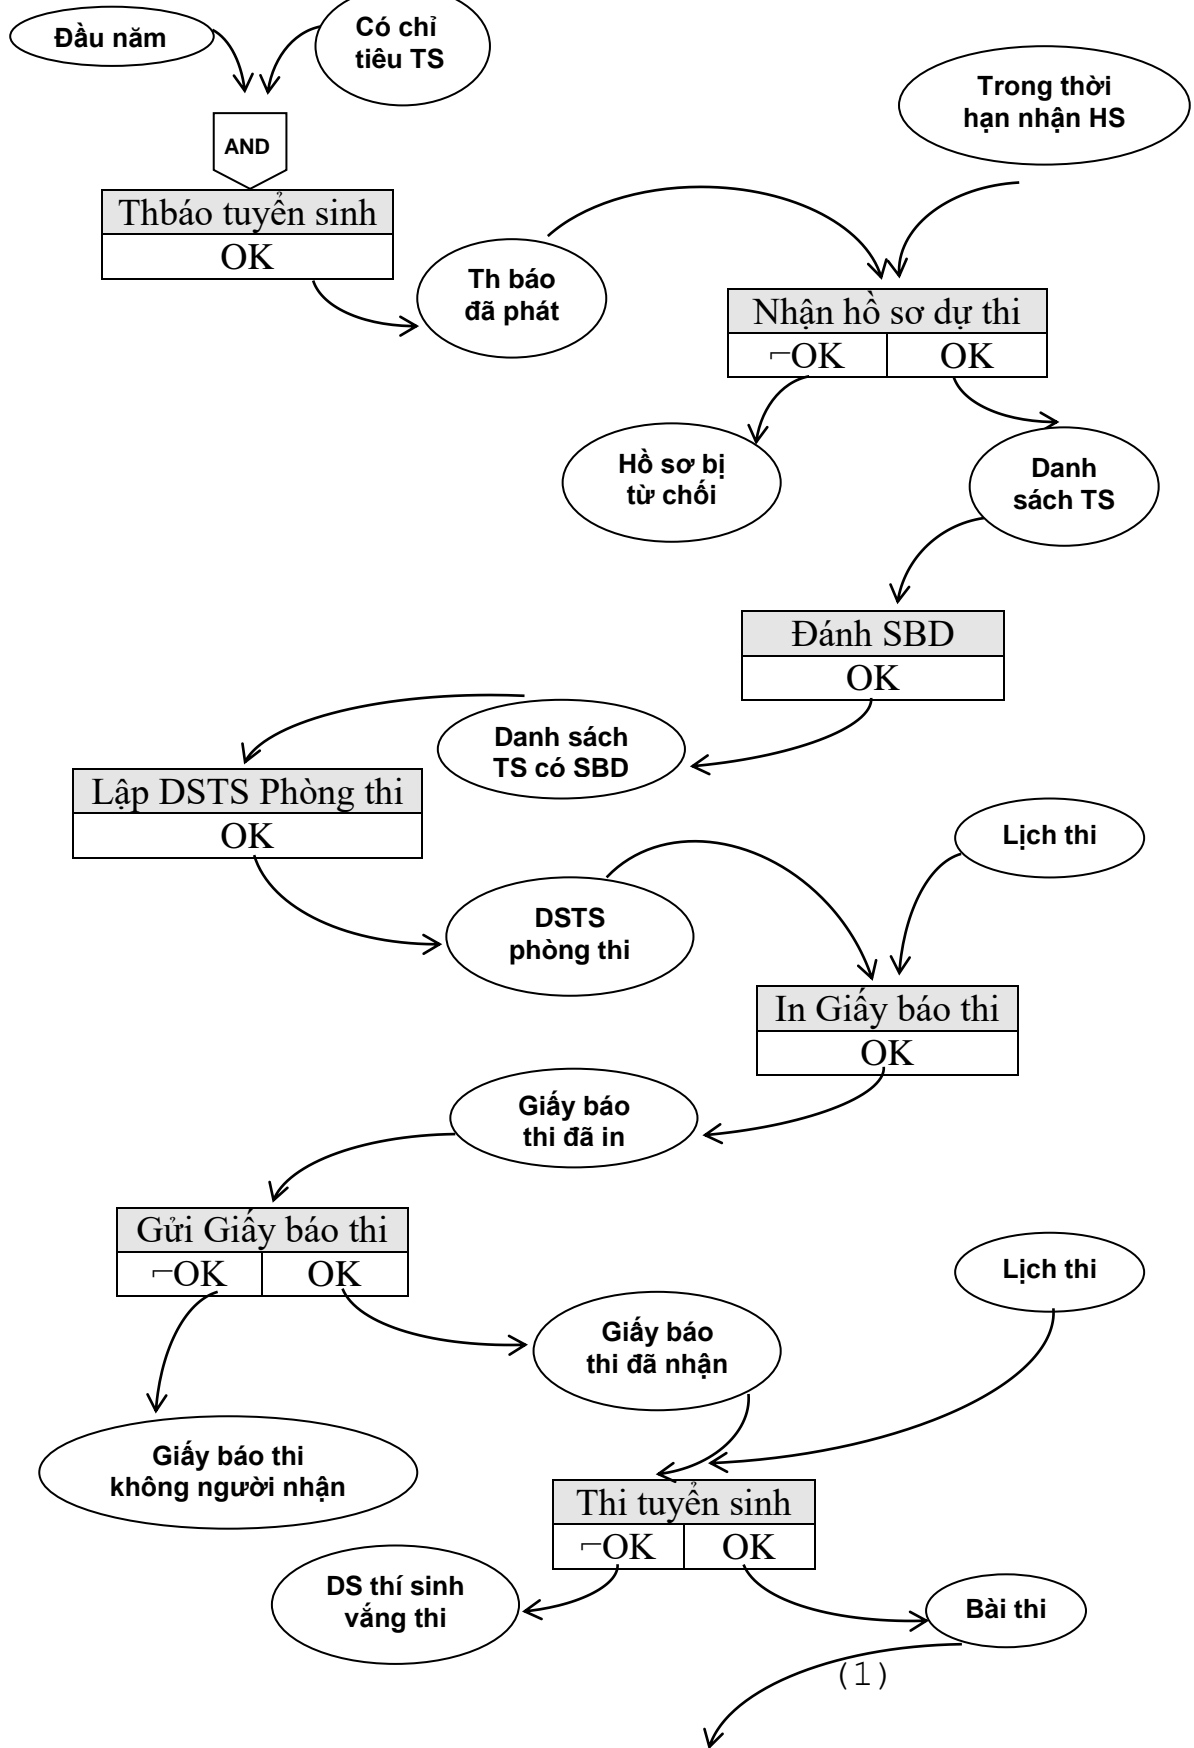 Đầu năm
Có chỉ
tiêu TS
Trong thời
hạn nhận HS
AND
Thbáo tuyển sinh
OK
Th báo
đã phát
Nhận hồ sơ dự thi
¬OK
OK
Hồ sơ bị
từ chối
Danh
sách TS
Đánh SBD
OK
Danh sách
TS có SBD
Lập DSTS Phòng thi
OK
Lịch thi
DSTS
phòng thi
In Giấy báo thi
OK
Giấy báo
thi đã in
Gửi Giấy báo thi
¬OK
OK
Lịch thi
Giấy báo
thi đã nhận
Giấy báo thi
không người nhận
Thi tuyển sinh
¬OK
OK
DS thí sinh
vắng thi
Bài thi
(1)